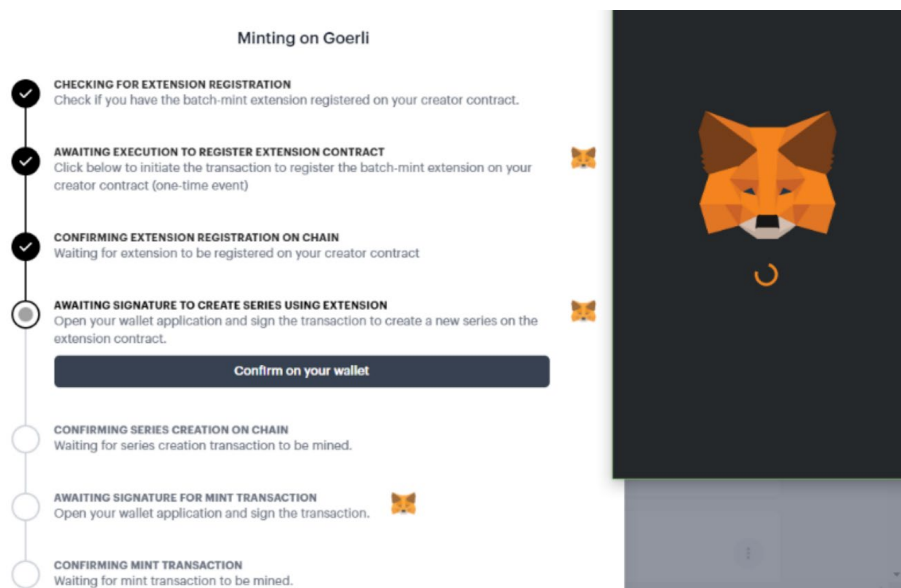 Minting on Goerli
CHECKING FOR EXTENSION REGISTRATION
Check if you have the batch-mint extension registered on your creator contract.
AWAITING EXECUTION TO REGISTER EXTENSION CONTRACT
Click below to initiate the transaction to register the batch-mint extension on your
creator contract (one-time event)
CONFIRMING EXTENSION REGISTRATION ON CHAIN
Waiting for extension to be registered on your creator contract
AWAITING SIGNATURE TO CREATE SERIES USING EXTENSION
Open your wallet application and sign the transaction to create a new series on the
extension contract.
Confirm on your wallet
CONFIRMING SERIES CREATION ON CHAIN
Waiting for series creation transaction to be mined.
AWAITING SIGNATURE FOR MINT TRANSACTION
Open your wallet application and sign the transaction.
CONFIRMING MINT TRANSACTION
Waiting for mint transaction to be mined.